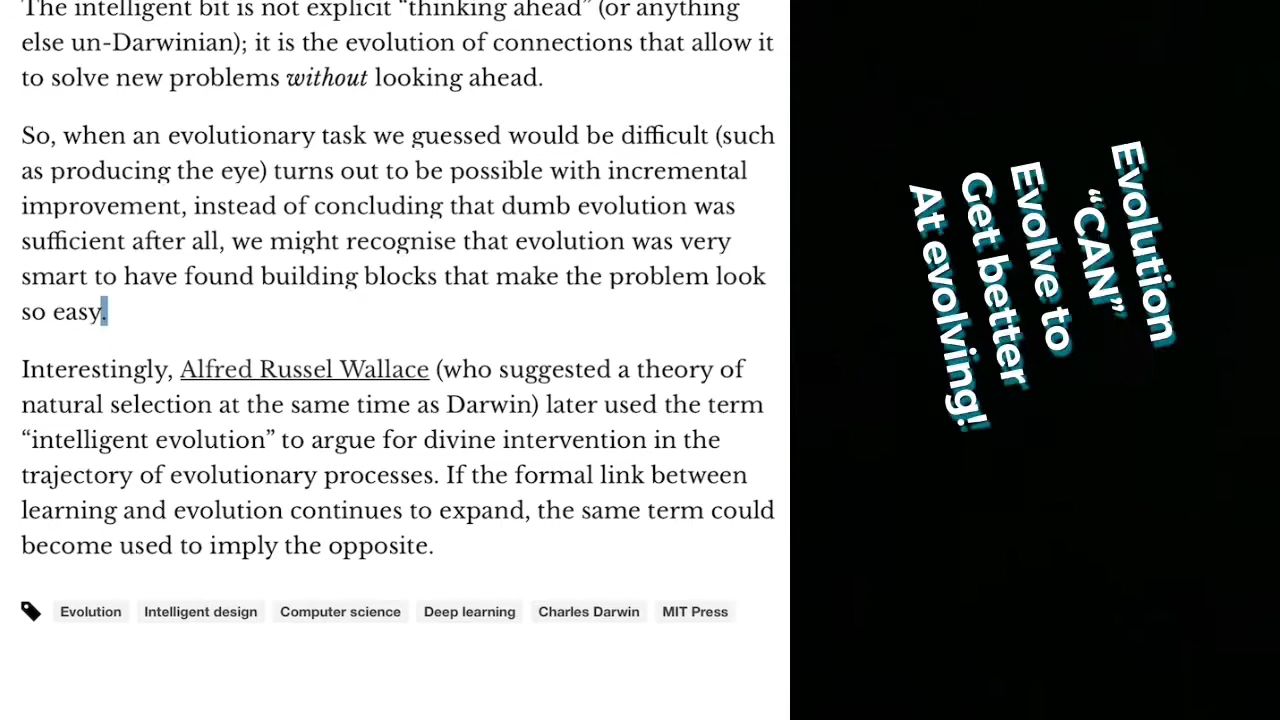 The intelligent bit is not explicit “thinking ahead” (or anything
else un-Darwinian); it is the evolution of connections that allow it
to solve new problems without looking ahead.
So, when an evolutionary task we guessed would be difficult (such
as producing the eye) turns out to be possible with incremental
improvement, instead of concluding that dumb evolution was
sufficient after all, we might recognise that evolution was very
smart to have found building blocks that make the problem look
so easy.
Interestingly, Alfred Russel Wallace (who suggested a theory of
natural selection at the same time as Darwin) later used the term
“intelligent evolution” to argue for divine intervention in the
trajectory of evolutionary processes. If the formal link between
learning and evolution continues to expand, the same term could
become used to imply the opposite.
Evolution Intelligent design Computer science Deep learning Charles Darwin MIT Press
Evolution
“CAN”
Evolve to
Get better
At evolving!